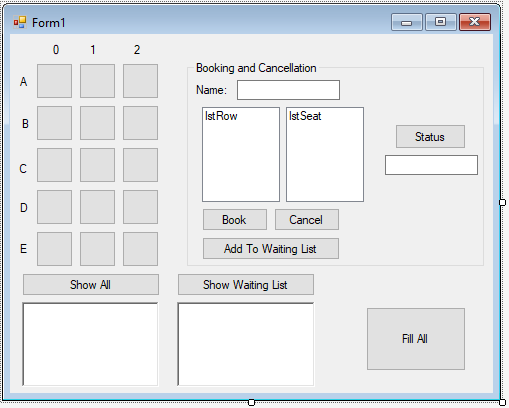 Form1
0 1 2
Booking and Cancellation
A
Name:
lstRow lstSeat
B
Status
C
D
Book Cancel
E
Add To Waiting List
Show All Show Waiting List
Fill All